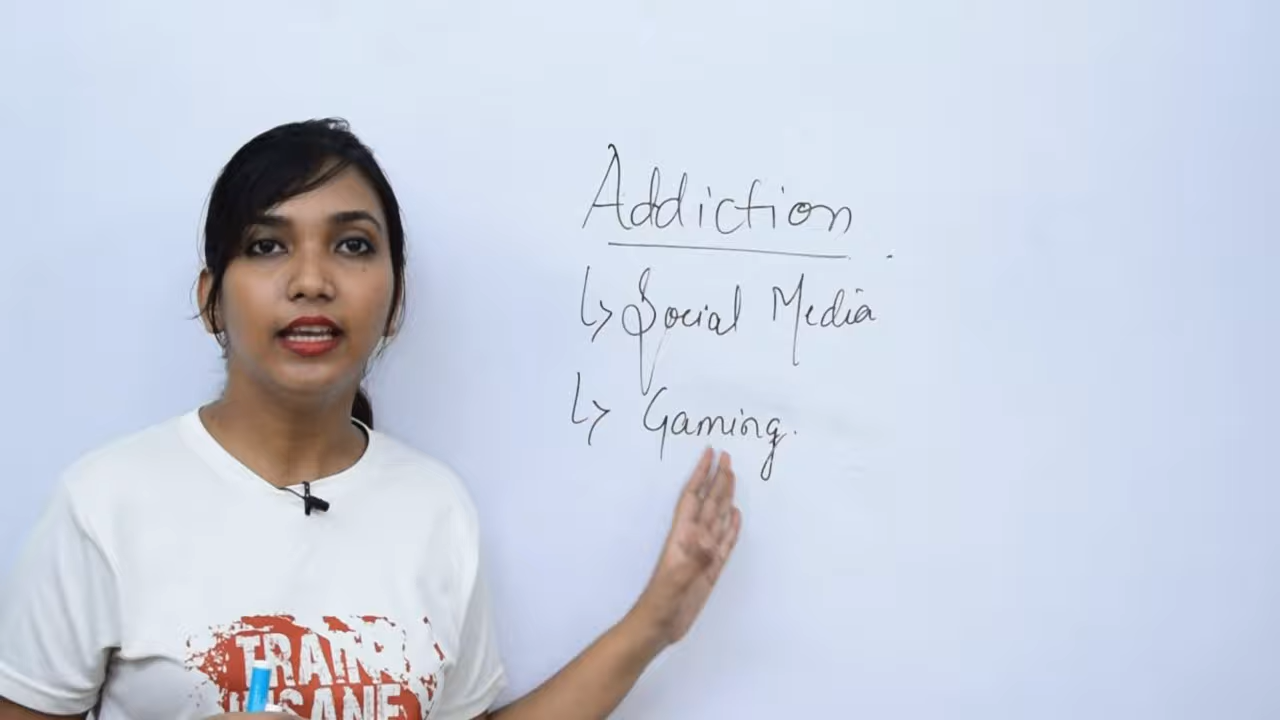 Addiction
↳ Social Media
↳ Gaming.
TRAIN
INSANE